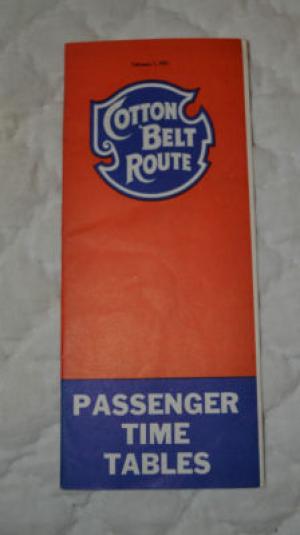 COTTON
BELT
ROUTE
PASSENGER
TIME
TABLES